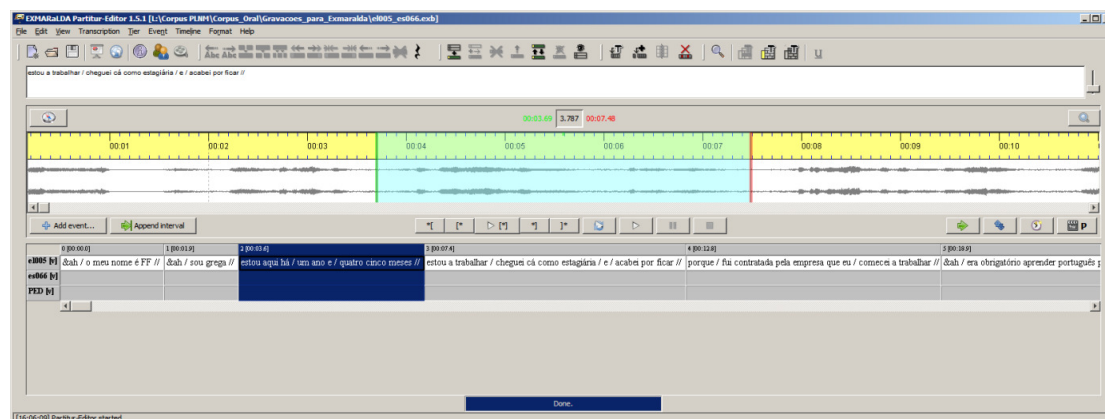 EXMARaLDA Partitur-Editor 1.5.1 [L:\Corpus PLNM\Corpus_Oral\Gravacoes_para_Exmaralda\el005_es066.exb]
File Edit View Transcription Tier Event Timeline Format Help
estou a trabalhar / cheguei cá como estagiária / e / acabei por ficar //
00:03.69 3.787 00:07.48
00:01 00:02 00:03 00:04 00:05 00:06 00:07 00:08 00:09 00:10
Add event... Append interval *[ [* [*] *] ]* P
0 [00:00.0] 1 [00:01.9] 2 [00:03.6] 3 [00:07.4] 4 [00:12.8] 5 [00:18.9]
el005 [v] &ah / o meu nome é FF // &ah / sou grega // estou aqui há / um ano e / quatro cinco meses // estou a trabalhar / cheguei cá como estagiária / e / acabei por ficar // porque / fui contratada pela empresa que eu / comecei a trabalhar // &ah / era obrigatório aprender português p
es066 [v]
PED [v]
Done.
[16:06:09] Partitur-Editor started